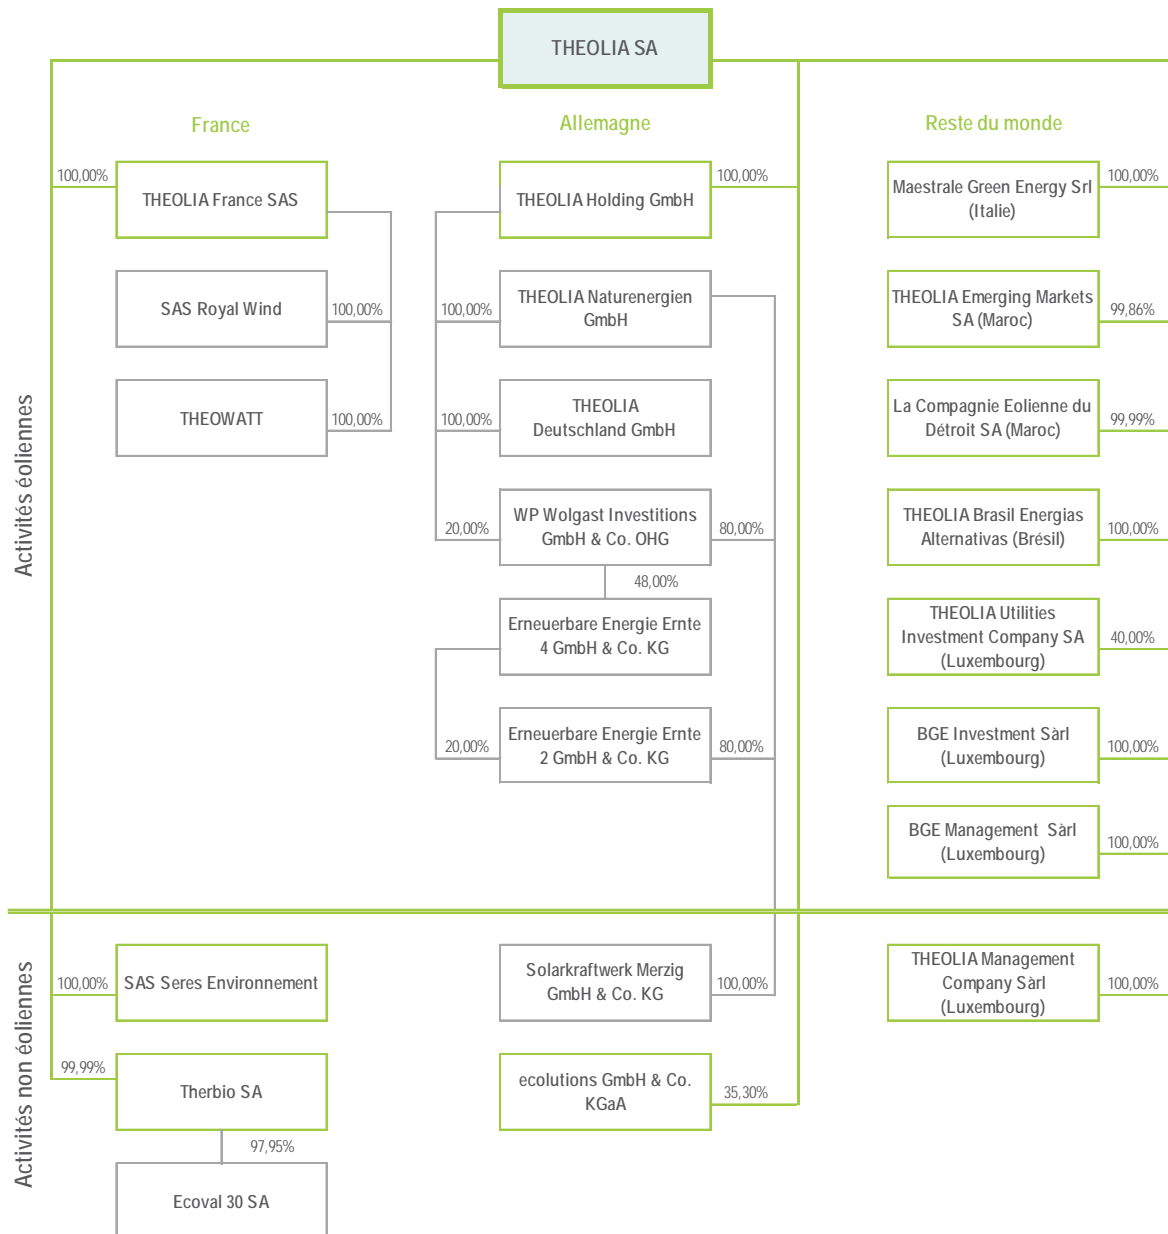 THEOLIA SA
France
Allemagne
Reste du monde
Activités éoliennes
100,00%
THEOLIA France SAS
THEOLIA Holding GmbH
100,00%
Maestrale Green Energy Srl
(Italie)
100,00%
SAS Royal Wind
100,00%
100,00%
THEOLIA Naturenergien
GmbH
THEOLIA Emerging Markets
SA (Maroc)
99,86%
THEOWATT
100,00%
100,00%
THEOLIA
Deutschland GmbH
La Compagnie Eolienne du
Détroit SA (Maroc)
99,99%
20,00%
WP Wolgast Investitions
GmbH & Co. OHG
80,00%
THEOLIA Brasil Energias
Alternativas (Brésil)
100,00%
48,00%
Erneuerbare Energie Ernte
4 GmbH & Co. KG
THEOLIA Utilities
Investment Company SA
(Luxembourg)
40,00%
20,00%
Erneuerbare Energie Ernte
2 GmbH & Co. KG
80,00%
BGE Investment Sàrl
(Luxembourg)
100,00%
BGE Management Sàrl
(Luxembourg)
100,00%
Activités non éoliennes
100,00%
SAS Seres Environnement
Solarkraftwerk Merzig
GmbH & Co. KG
100,00%
THEOLIA Management
Company Sàrl
(Luxembourg)
100,00%
99,99%
Therbio SA
ecolutions GmbH & Co.
KGaA
35,30%
97,95%
Ecoval 30 SA